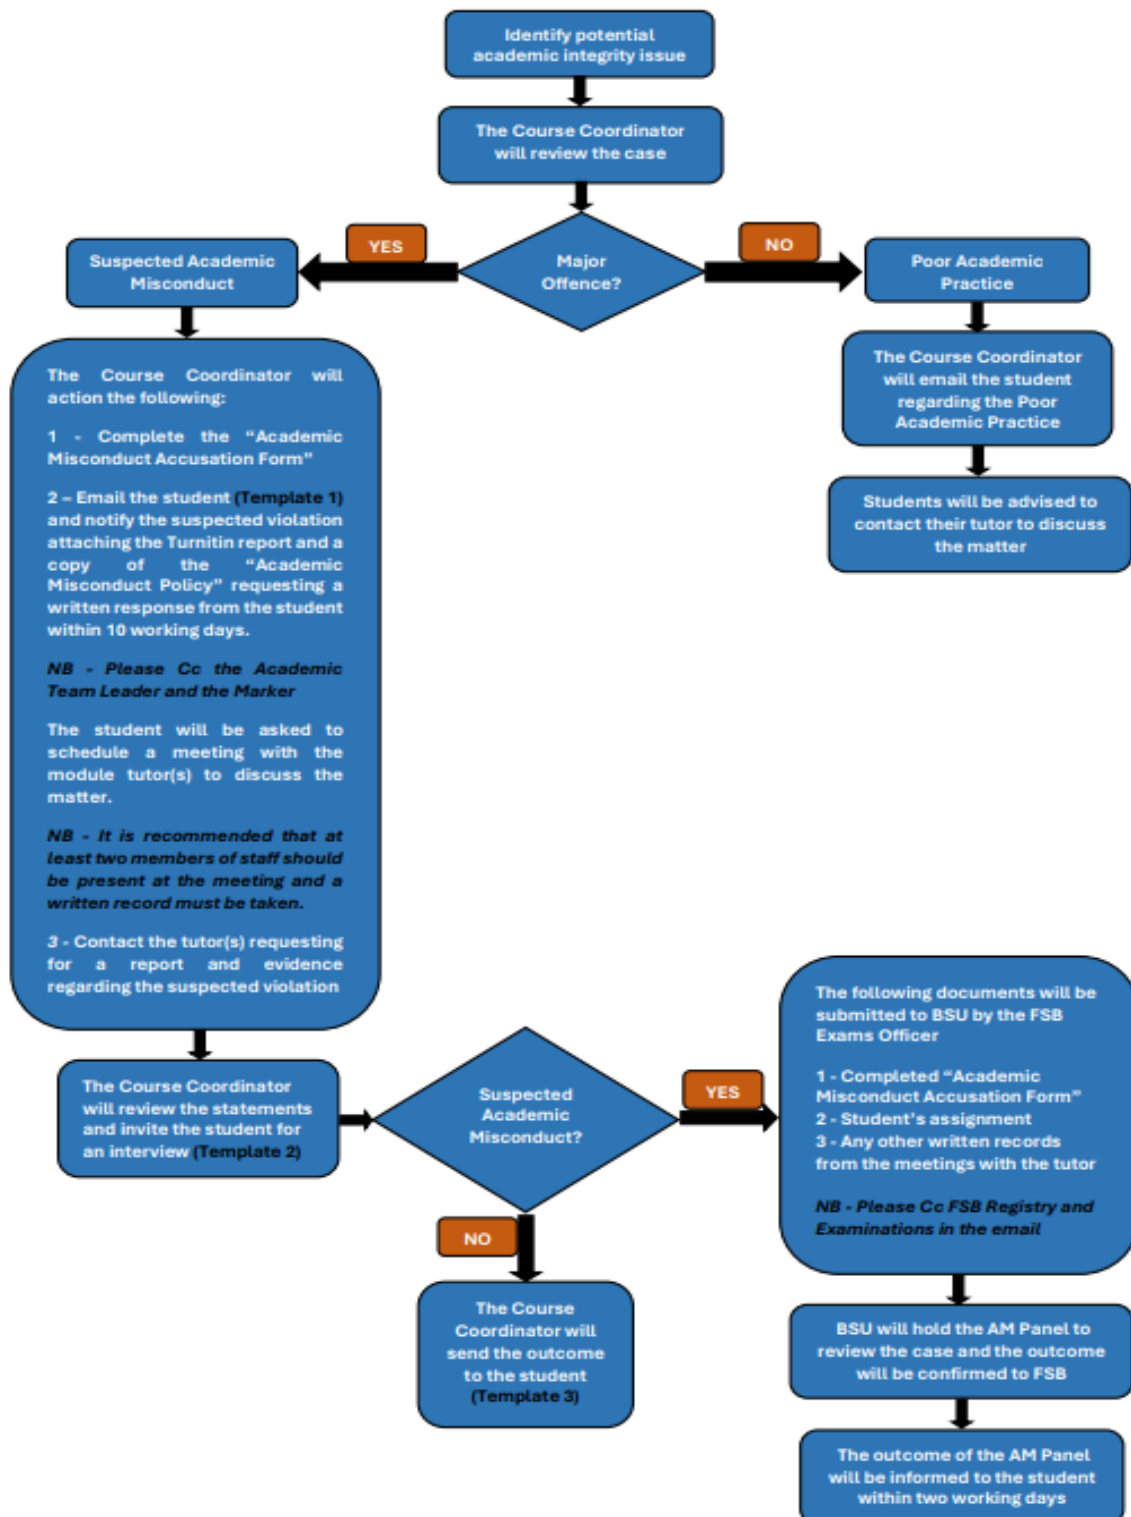 Identify potential
academic integrity issue
The Course Coordinator
will review the case
YES
NO
Major
Offence?
Suspected Academic
Misconduct
Poor Academic
Practice
The Course Coordinator will
action the following:
1 - Complete the “Academic
Misconduct Accusation Form”
2 – Email the student (Template 1)
and notify the suspected violation
attaching the Turnitin report and a
copy of the “Academic
Misconduct Policy” requesting a
written response from the student
within 10 working days.
NB - Please Cc the Academic
Team Leader and the Marker
The student will be asked to
schedule a meeting with the
module tutor(s) to discuss the
matter.
NB - It is recommended that at
least two members of staff should
be present at the meeting and a
written record must be taken.
3 - Contact the tutor(s) requesting
for a report and evidence
regarding the suspected violation
The Course Coordinator
will email the student
regarding the Poor
Academic Practice
Students will be advised to
contact their tutor to discuss
the matter
The Course Coordinator
will review the statements
and invite the student for
an interview (Template 2)
Suspected
Academic
Misconduct?
YES
NO
The Course
Coordinator will
send the outcome
to the student
(Template 3)
The following documents will be
submitted to BSU by the FSB
Exams Officer
1 - Completed “Academic
Misconduct Accusation Form”
2 - Student’s assignment
3 - Any other written records
from the meetings with the tutor
NB - Please Cc FSB Registry and
Examinations in the email
BSU will hold the AM Panel to
review the case and the outcome
will be confirmed to FSB
The outcome of the AM Panel
will be informed to the student
within two working days